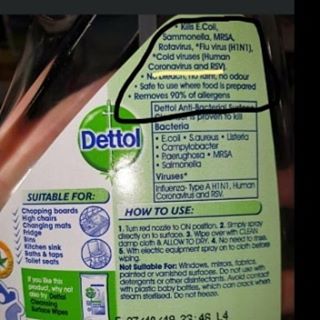 • Kills E.Coli,
Salmonella, MRSA,
Rotavirus, *Flu virus (H1N1),
*Cold viruses (Human
Coronavirus and RSV).
• No bleach, no taint, no odour
• Safe to use where food is prepared
• Removes 90% of allergens
Dettol Anti-Bacterial Surface
Cleanser is proven to kill
Bacteria
• E.coli • S.aureus • Listeria
• Campylobacter
• P.aeruginosa • MRSA
• Salmonella
Viruses*
Influenza-Type A H1N1, Human
Coronavirus and RSV.
Dettol
SUITABLE FOR:
Chopping boards
High chairs
Changing mats
Fridge
Bins
Kitchen sink
Baths & taps
Toilet seats
If you like this
product, why
not also try
Dettol
Cleansing
Surface Wipes
HOW TO USE:
1. Turn red nozzle to ON position. 2. Simply spray
directly on to surface. 3. Wipe over with CLEAN
damp cloth & ALLOW TO DRY. 4. No need to rinse.
5. With electric equipment spray on cloth before
wiping.
Not Suitable For: Windows, mirrors, fabrics,
painted or varnished surfaces. Do not use with
detergents or other disinfectants. Avoid contact
with plastic baby bottles, which can crack when
steam sterilised. Do not freeze.
23:46 L4